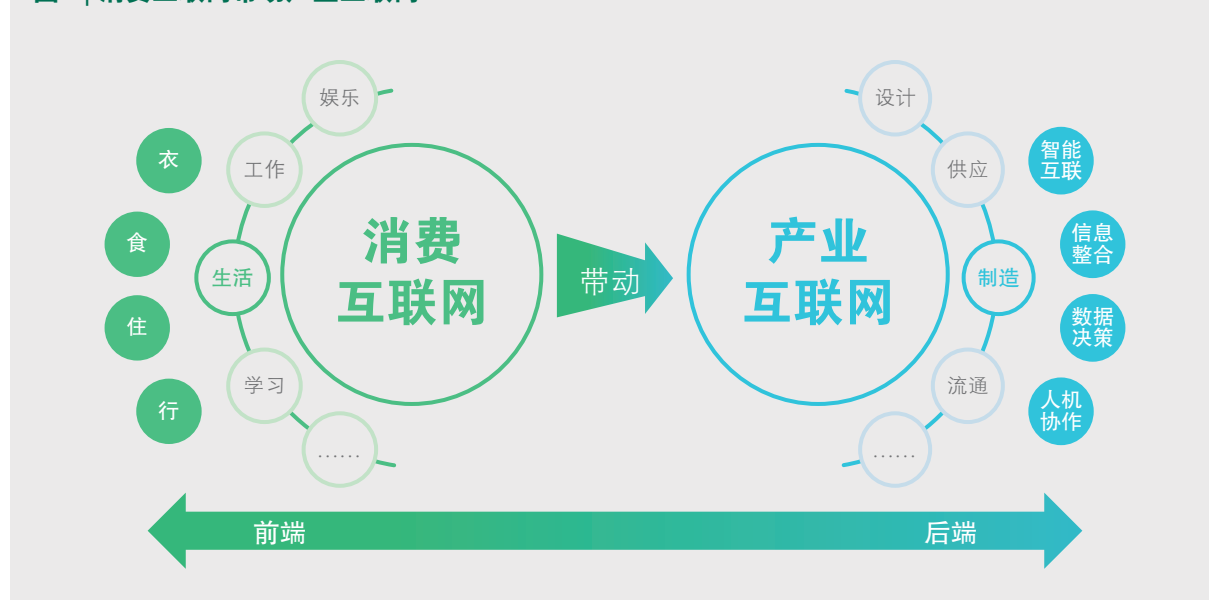 娱乐
工作
生活
学习
......
衣
食
住
行
消费
互联网
带动
产业
互联网
设计
供应
制造
流通
......
智能
互联
信息
整合
数据
决策
人机
协作
前端
后端